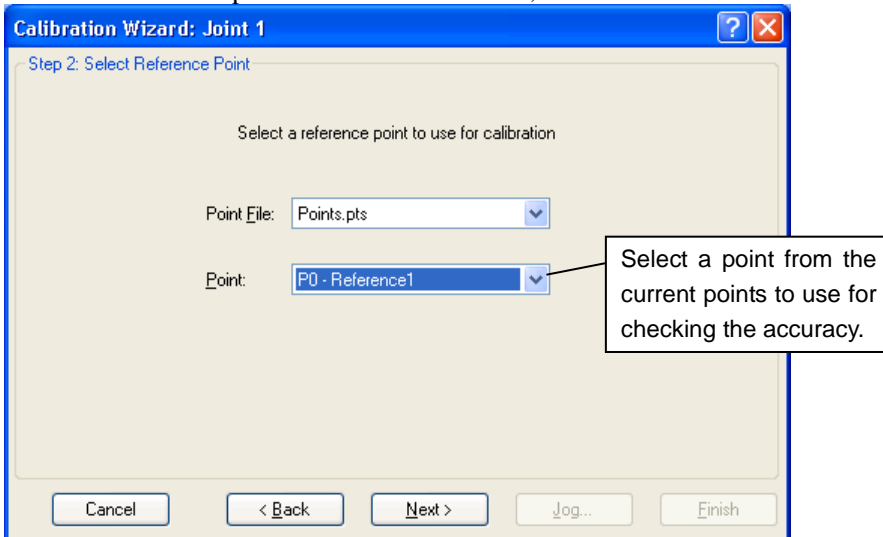 Calibration Wizard: Joint 1
Step 2: Select Reference Point
Select a reference point to use for calibration
Point File: Points.pts
Point: P0 - Reference1
Select a point from the
current points to use for
checking the accuracy.
Cancel < Back Next > Jog... Finish